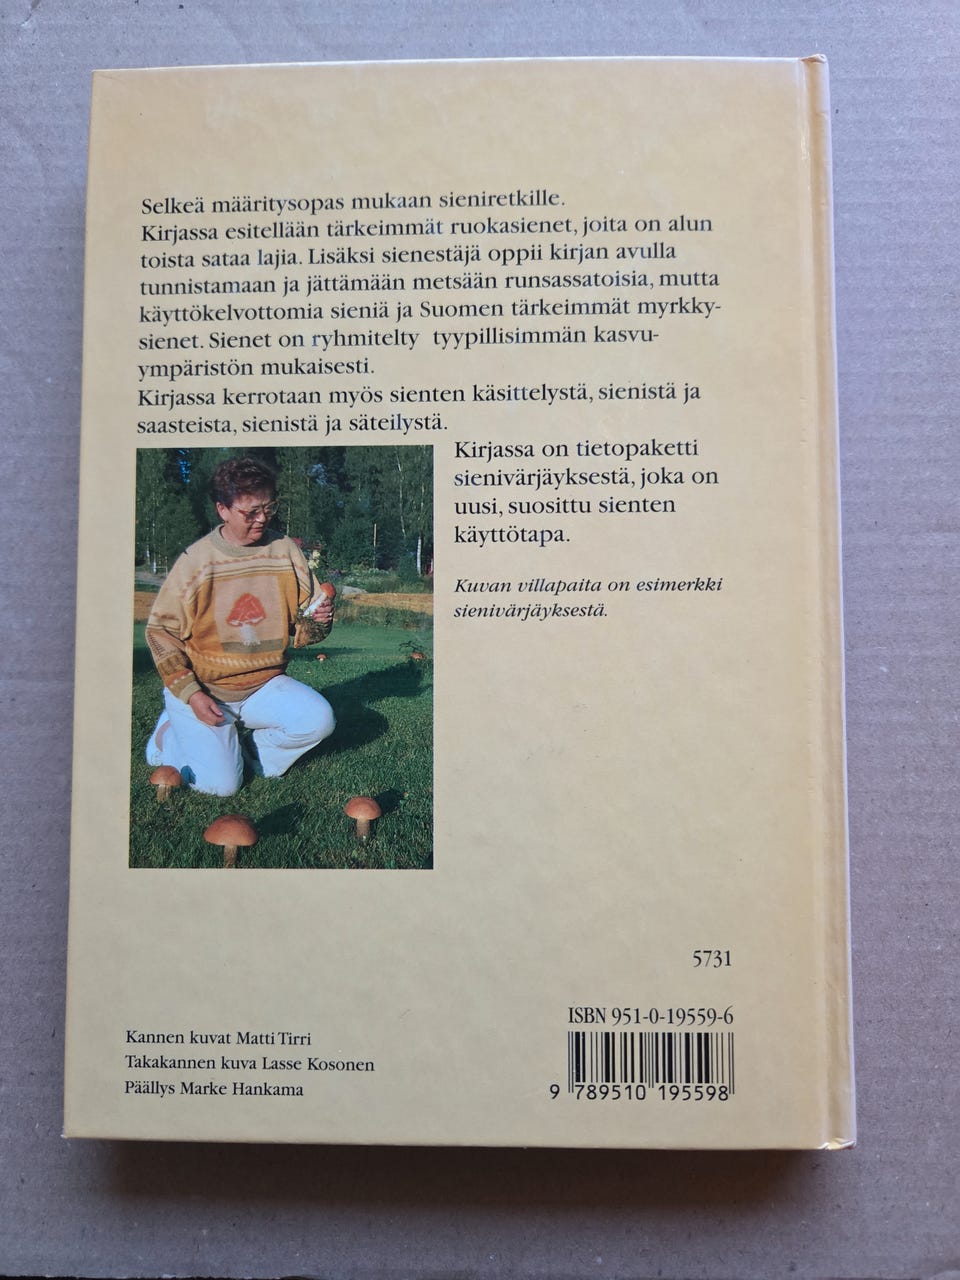 Selkeä määritysopas mukaan sieniretkille.
Kirjassa esitellään tärkeimmät ruokasienet, joita on alun
toista sataa lajia. Lisäksi sienestäjä oppii kirjan avulla
tunnistamaan ja jättämään metsään runsassatoisia, mutta
käyttökelvottomia sieniä ja Suomen tärkeimmät myrkky-
sienet. Sienet on ryhmitelty tyypillisimmän kasvu-
ympäristön mukaisesti.
Kirjassa kerrotaan myös sienten käsittelystä, sienistä ja
saasteista, sienistä ja säteilystä.
Kirjassa on tietopaketti
sienivärjäyksestä, joka on
uusi, suosittu sienten
käyttötapa.
Kuvan villapaita on esimerkki
sienivärjäyksestä.
5731
ISBN 951-0-19559-6
9 789510 195598
Kannen kuvat Matti Tirri
Takakannen kuva Lasse Kosonen
Päällys Marke Hankama